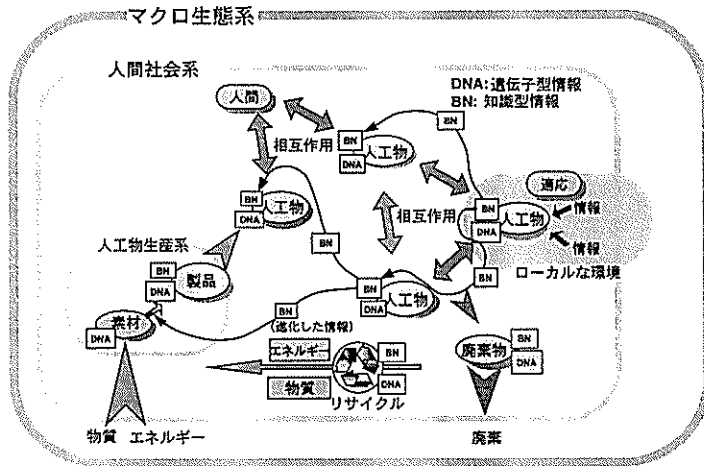 マクロ生態系
人間社会系
DNA:遺伝子型情報
BN: 知識型情報
人間
BN
相互作用
BN
人工物
DNA
適応
BN
人工物
DNA
相互作用
BN
人工物
DNA
情報
情報
人工物生産系
BN
BN
製品
DNA
ローカルな環境
BN
BN
人工物
DNA
素材
DNA
BN
(進化した情報)
エネルギー
BN
廃棄物
BN
DNA
物質
DNA
リサイクル
物質 エネルギー
廃棄